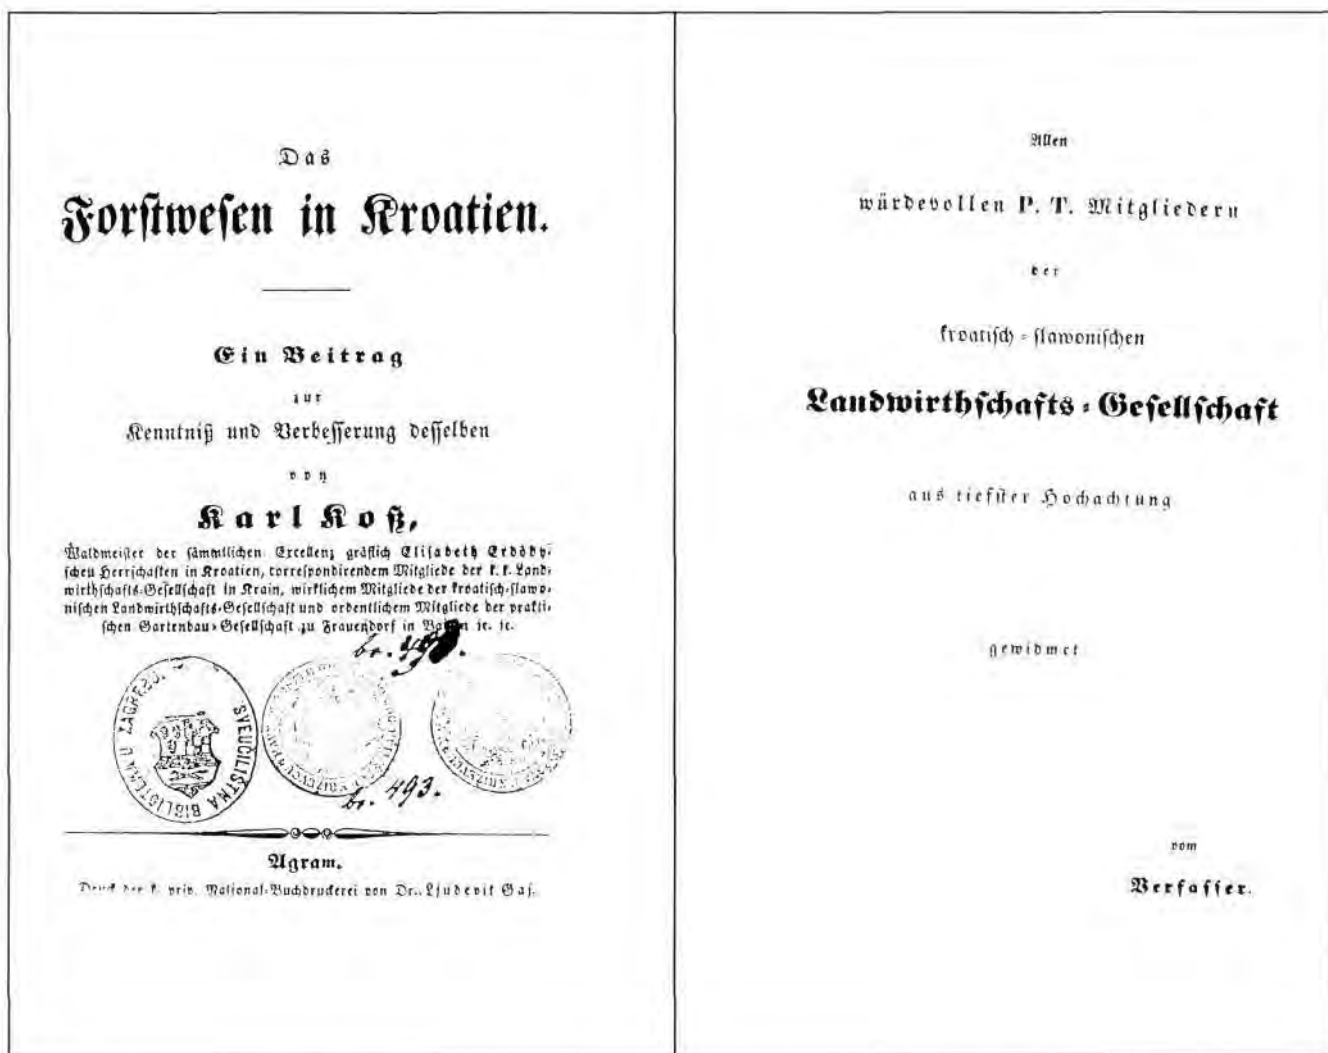 Das
Forstwesen in Kroatien.
Ein Beitrag
zur
Kenntniß und Verbesserung desselben
von
Karl Koß,
Waldmeister der sämmtlichen Excellenz gräflich Elisabeth Erdödy-
schen Herrschaften in Kroatien, correspondirendem Mitgliede der k. k. Land-
wirthschafts-Gesellschaft in Krain, wirklichem Mitgliede der kroatisch-slawo-
nischen Landwirthschafts-Gesellschaft und ordentlichem Mitgliede der prakti-
schen Gartenbau-Gesellschaft zu Frauendorf in ꝛc. ꝛc.
br.
SVEUČILIŠTNA BIBLIOTEKA U ZAGREBU.
br. 493.
Agram.
Druck der k. priv. National-Buchdruckerei von Dr. Ljudevit Gaj.
Allen
würdevollen P. T. Mitgliedern
der
kroatisch-slawonischen
Landwirthschafts-Gesellschaft
aus tiefster Hochachtung
gewidmet
vom
Verfasser.